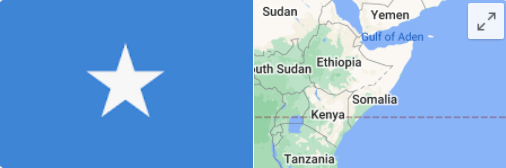 Sudan
Yemen
Gulf of Aden
outh Sudan
Ethiopia
Somalia
Kenya
Tanzania